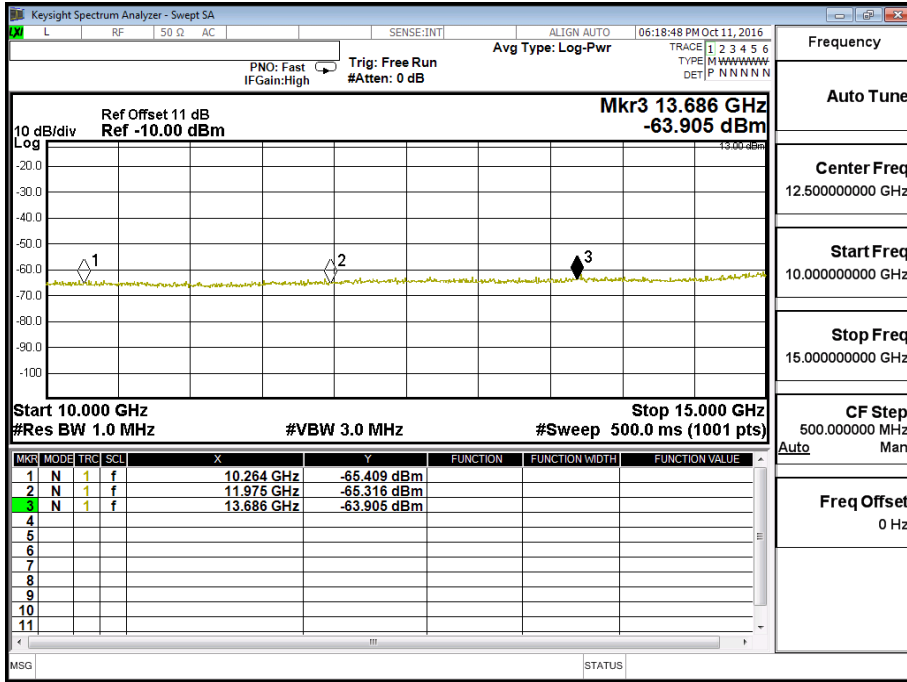 Keysight Spectrum Analyzer - Swept SA
LXI L RF 50 Ω AC SENSE:INT ALIGN AUTO 06:18:48 PM Oct 11, 2016
Avg Type: Log-Pwr TRACE 1 2 3 4 5 6
PNO: Fast Trig: Free Run TYPE M WWWWW
IFGain:High #Atten: 0 dB DET P N N N N N
Ref Offset 11 dB Mkr3 13.686 GHz
10 dB/div Ref -10.00 dBm -63.905 dBm
Log
13.00 dBm
-20.0
-30.0
-40.0
-50.0
1 2 3
-60.0
-70.0
-80.0
-90.0
-100
Start 10.000 GHz Stop 15.000 GHz
#Res BW 1.0 MHz #VBW 3.0 MHz #Sweep 500.0 ms (1001 pts)
MKR MODE TRC SCL X Y FUNCTION FUNCTION WIDTH FUNCTION VALUE
1 N 1 f 10.264 GHz -65.409 dBm
2 N 1 f 11.975 GHz -65.316 dBm
3 N 1 f 13.686 GHz -63.905 dBm
4
5
6
7
8
9
10
11
MSG STATUS
Frequency
Auto Tune
Center Freq
12.500000000 GHz
Start Freq
10.000000000 GHz
Stop Freq
15.000000000 GHz
CF Step
500.000000 MHz
Auto Man
Freq Offset
0 Hz